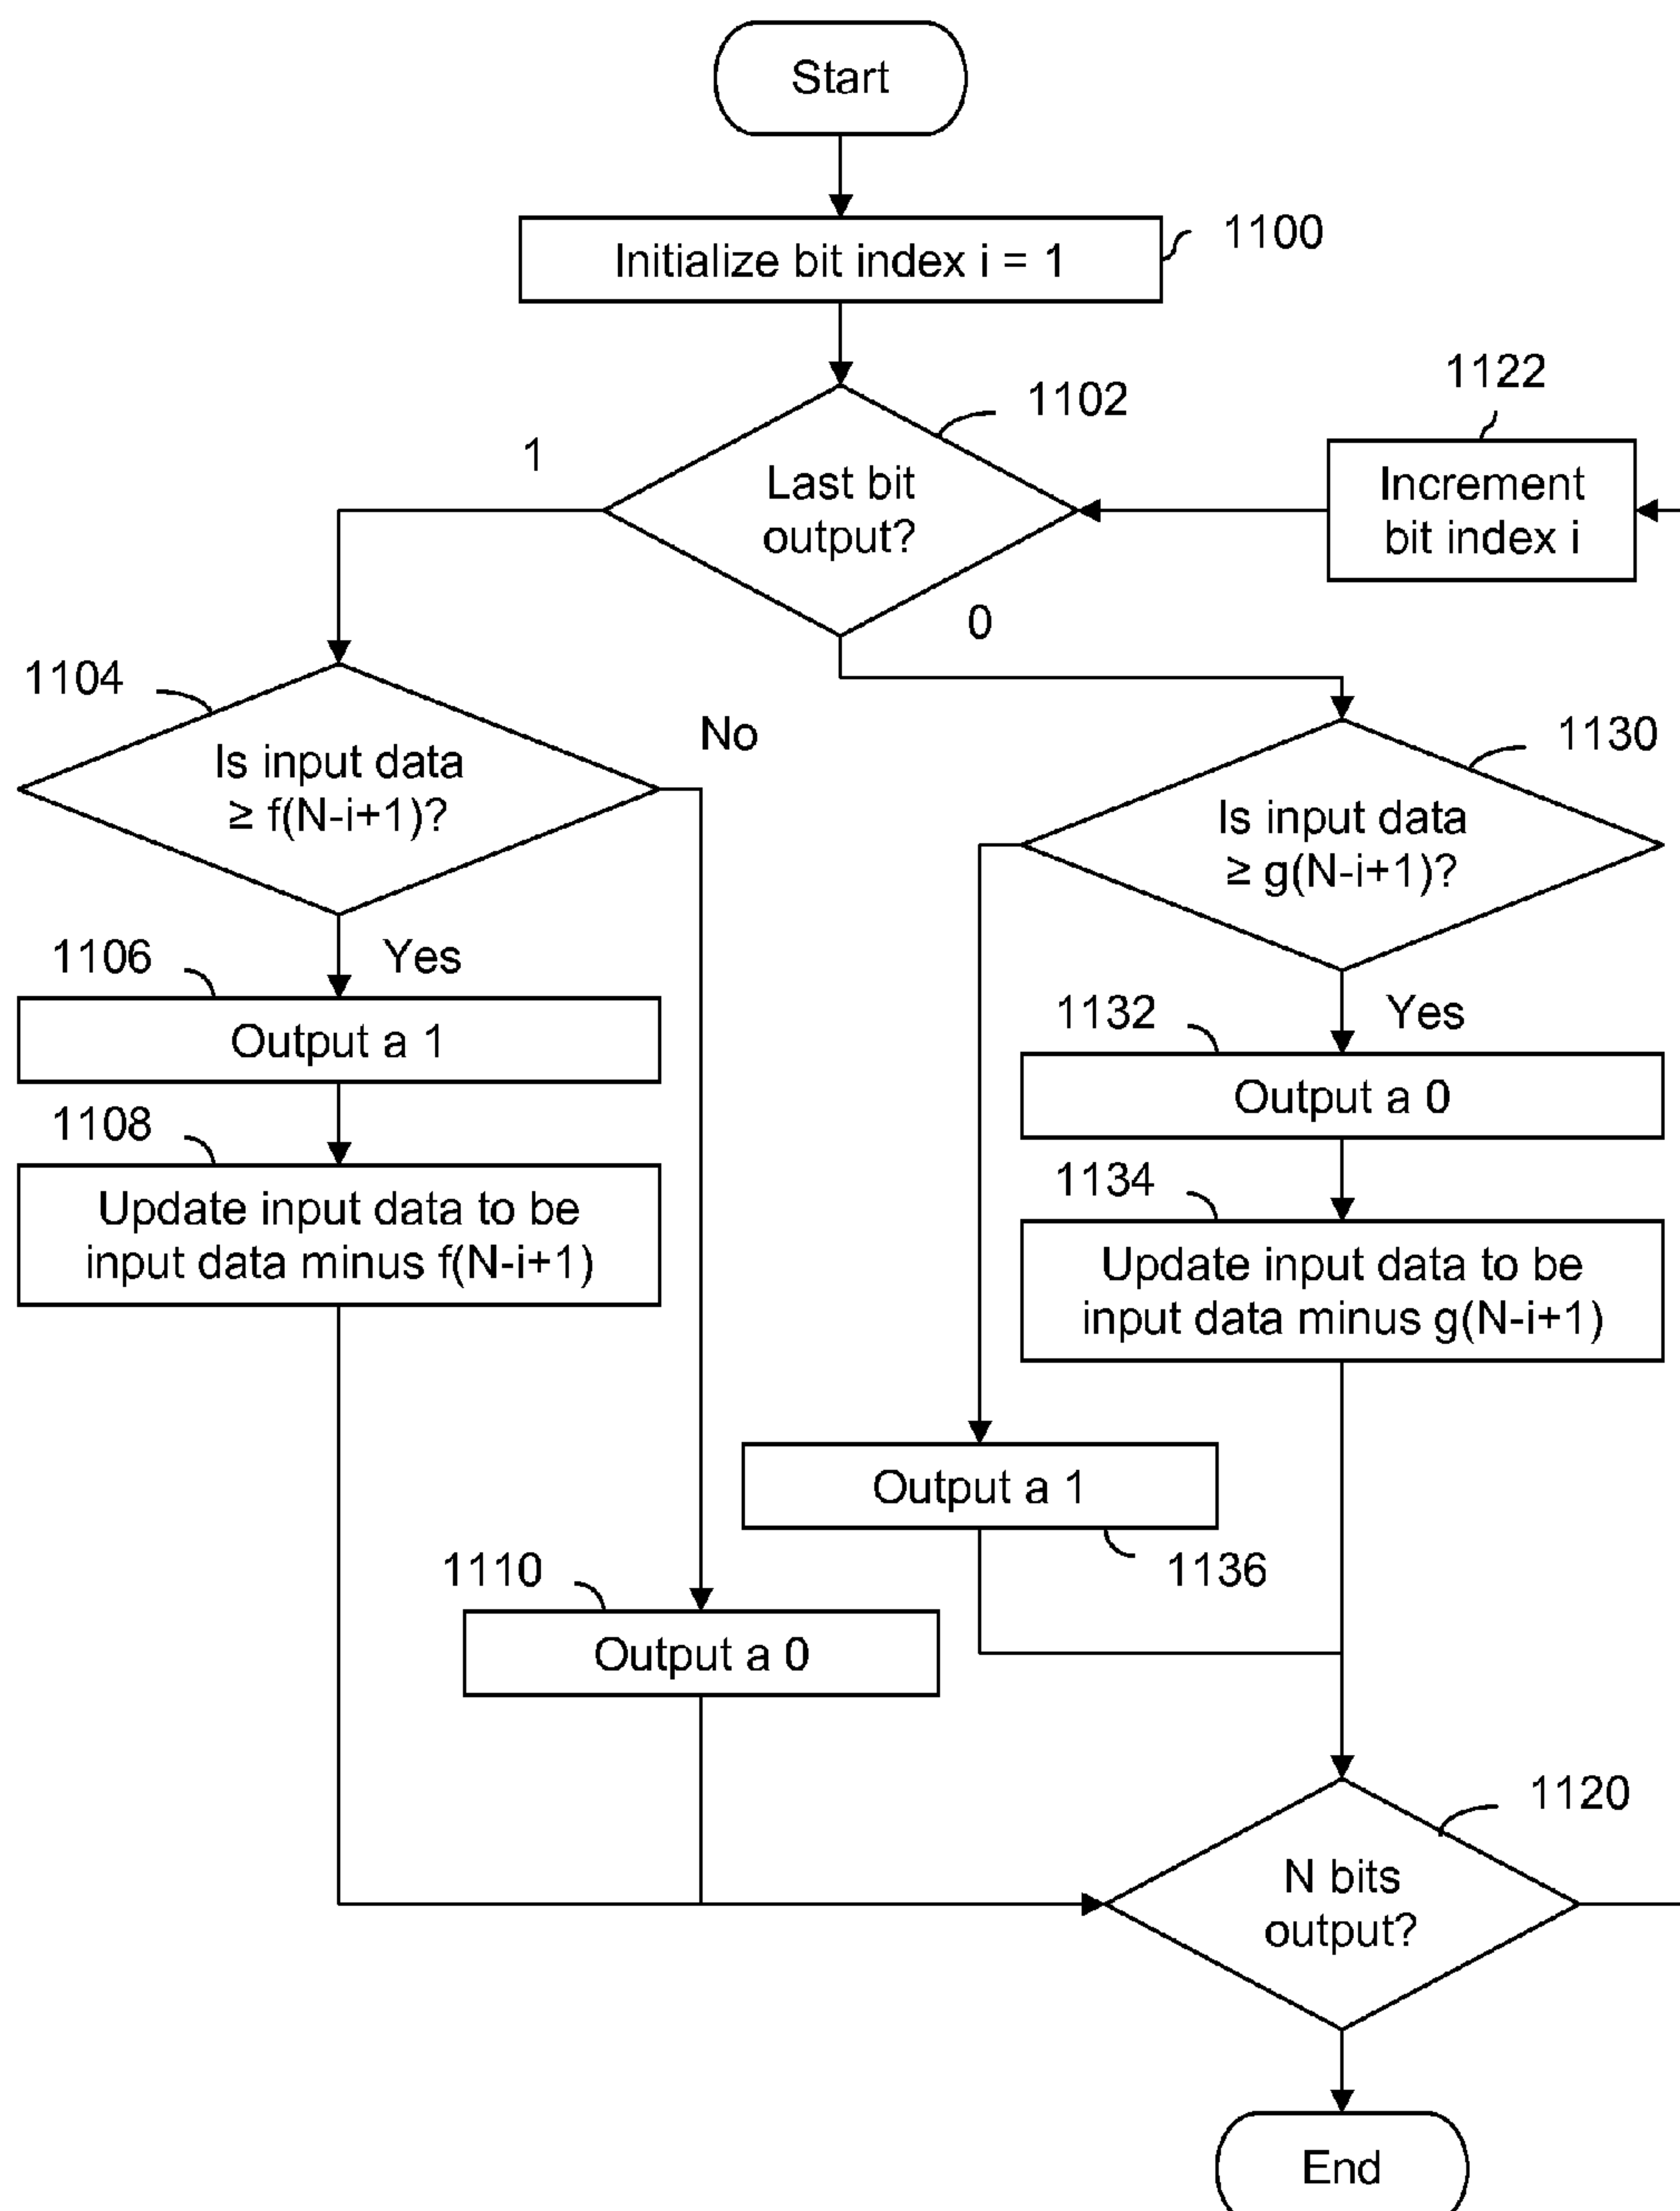 Start
Initialize bit index i = 1
1100
1122
1102
1
Last bit
output?
Increment
bit index i
0
1104
No
1130
Is input data
≥ f(N-i+1)?
Is input data
≥ g(N-i+1)?
1106
Yes
Output a 1
1132
Yes
Output a 0
1108
Update input data to be
input data minus f(N-i+1)
1134
Update input data to be
input data minus g(N-i+1)
Output a 1
1136
1110
Output a 0
1120
N bits
output?
End